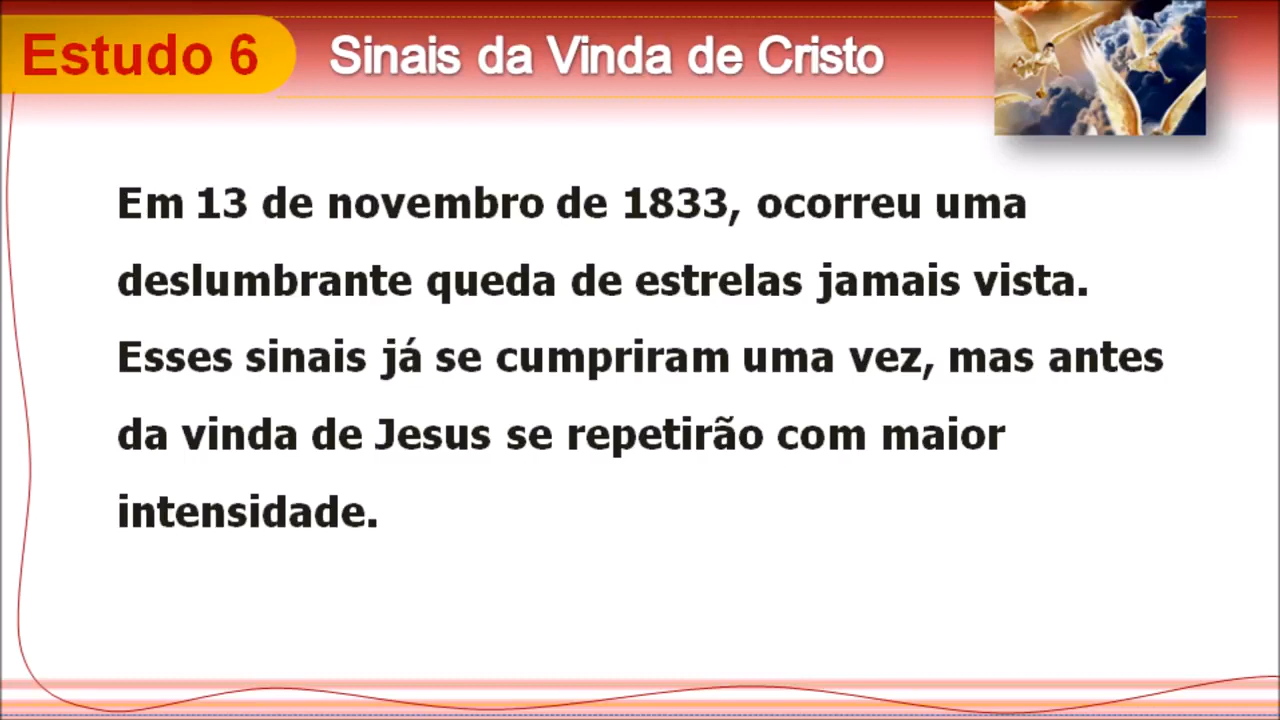 Estudo 6
Sinais da Vinda de Cristo
Em 13 de novembro de 1833, ocorreu uma
deslumbrante queda de estrelas jamais vista.
Esses sinais já se cumpriram uma vez, mas antes
da vinda de Jesus se repetirão com maior
intensidade.